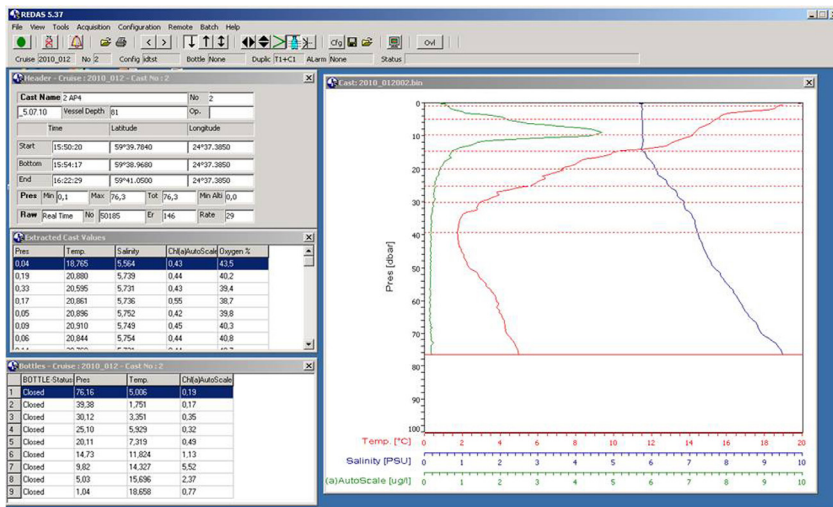 REDAS 5.37
File View Tools Acquisition Configuration Remote Batch Help
Cfg Ovl
Cruise 2010_012 No 2 Config idtst Bottle None Duplic T1+C1 ALarm None Status
Header - Cruise : 2010_012 - Cast No : 2
Cast Name 2 AP4 No 2
_5.07.10 Vessel Depth 81 Op.
Time Latitude Longitude
Start 15:50:20 59°39.7840 24°37.3850
Bottom 15:54:17 59°38.9680 24°37.3850
End 16:22:29 59°41.0500 24°37.3850
Pres Min 0,1 Max 76,3 Tot 76,3 Min Alti 0,0
Raw Real Time No 50185 Er 146 Rate 29
Extracted Cast Values
Pres Temp. Salinity Chl(a)AutoScale Oxygen %
0,04 18,765 5,564 0,43 43,5
0,19 20,880 5,739 0,44 40,2
0,33 20,595 5,731 0,43 39,4
0,17 20,861 5,736 0,55 38,7
0,05 20,896 5,752 0,42 39,8
0,09 20,910 5,749 0,45 40,3
0,06 20,844 5,754 0,44 40,8
Bottles - Cruise : 2010_012 - Cast No : 2
BOTTLE-Status Pres Temp. Chl(a)AutoScale
1 Closed 76,16 5,006 0,19
2 Closed 39,38 1,751 0,17
3 Closed 30,12 3,351 0,35
4 Closed 25,10 5,929 0,32
5 Closed 20,11 7,319 0,49
6 Closed 14,73 11,824 1,13
7 Closed 9,82 14,327 5,52
8 Closed 5,03 15,696 2,37
9 Closed 1,04 18,658 0,77
Cast: 2010_012002.bin
0
10
20
30
40
50
60
70
80
90
100
Pres [dbar]
Temp. [°C] 0 2 4 6 8 10 12 14 16 18 20
Salinity [PSU] 0 1 2 3 4 5 6 7 8 9 10
(a)AutoScale [ug/l] 0 1 2 3 4 5 6 7 8 9 10